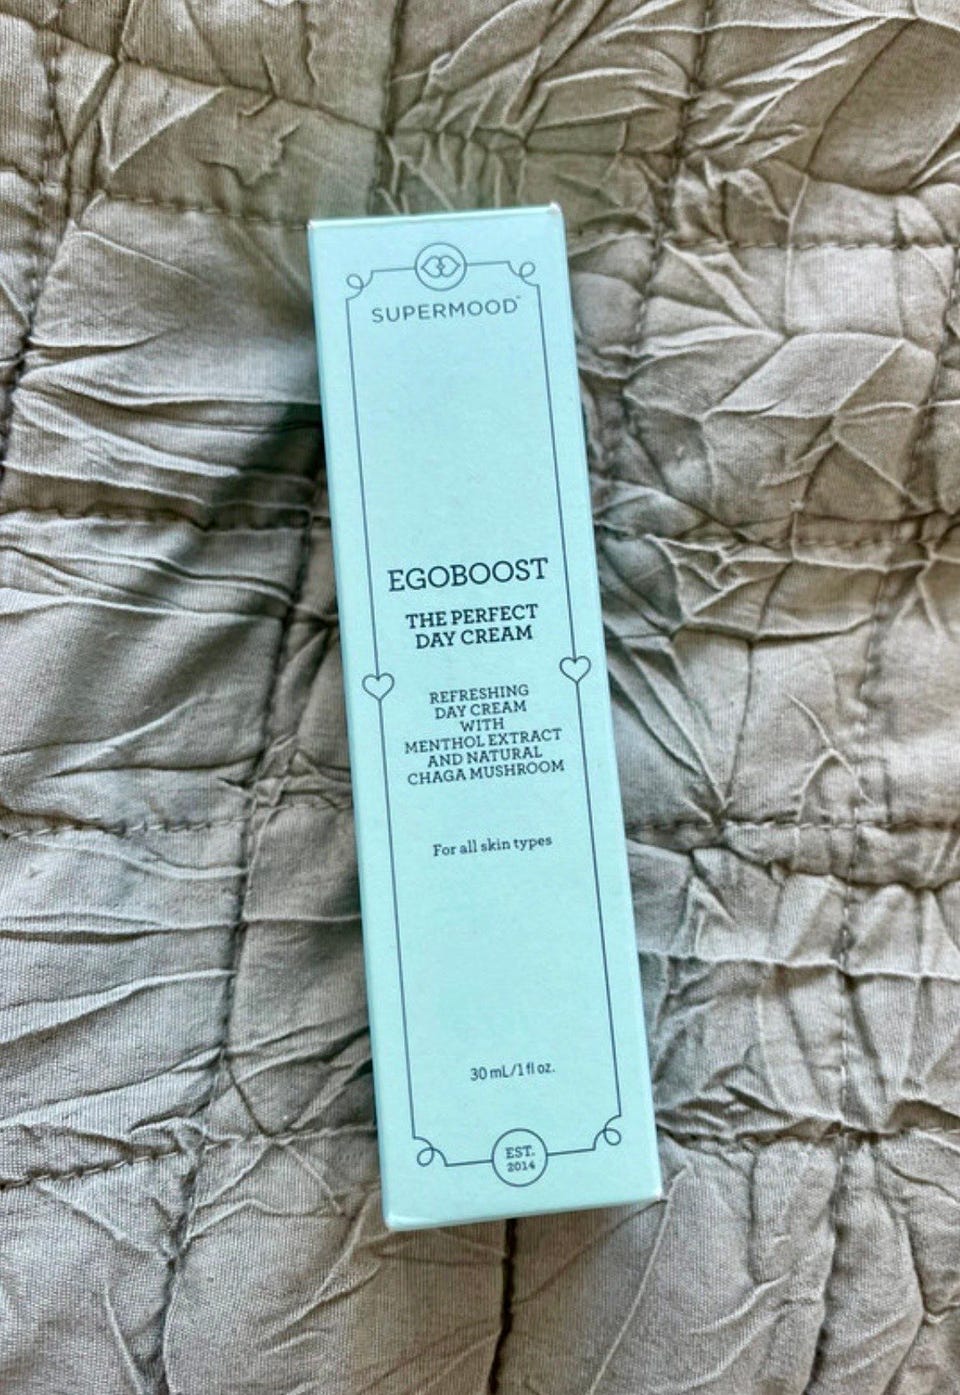 SUPERMOOD™
EGOBOOST
THE PERFECT
DAY CREAM
REFRESHING
DAY CREAM
WITH
MENTHOL EXTRACT
AND NATURAL
CHAGA MUSHROOM
For all skin types
30 mL/1 fl oz.
EST.
2014